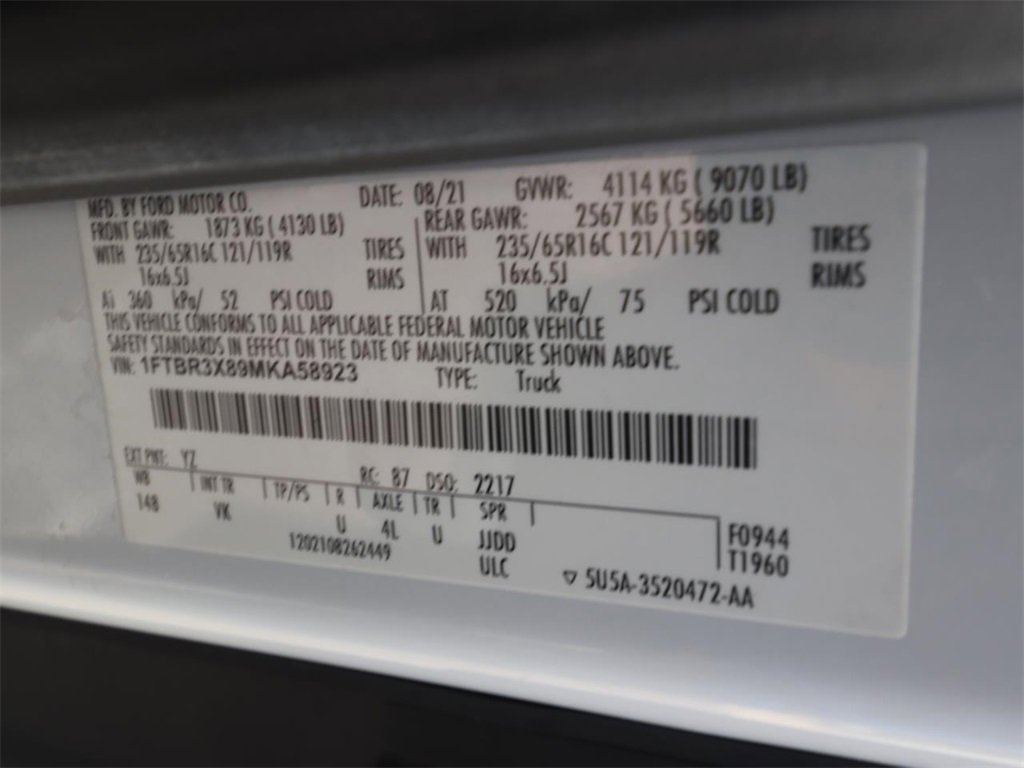 MFD. BY FORD MOTOR CO. DATE: 08/21 GVWR: 4114 KG ( 9070 LB)
FRONT GAWR: 1873 KG ( 4130 LB) REAR GAWR: 2567 KG ( 5660 LB)
WITH 235/65R16C 121/119R TIRES WITH 235/65R16C 121/119R TIRES
16x6.5J RIMS 16x6.5J RIMS
Ai 360 kPa/ 52 PSI COLD AT 520 kPa/ 75 PSI COLD
THIS VEHICLE CONFORMS TO ALL APPLICABLE FEDERAL MOTOR VEHICLE
SAFETY STANDARDS IN EFFECT ON THE DATE OF MANUFACTURE SHOWN ABOVE.
VIN: 1FTBR3X89MKA58923 TYPE: Truck
EXT PNT: YZ RC: 87 DSO: 2217
WB INT TR TP/PS R AXLE TR SPR F0944
148 VK U 4L U JJDD T1960
1202108262449 ULC ▽ 5U5A-3520472-AA